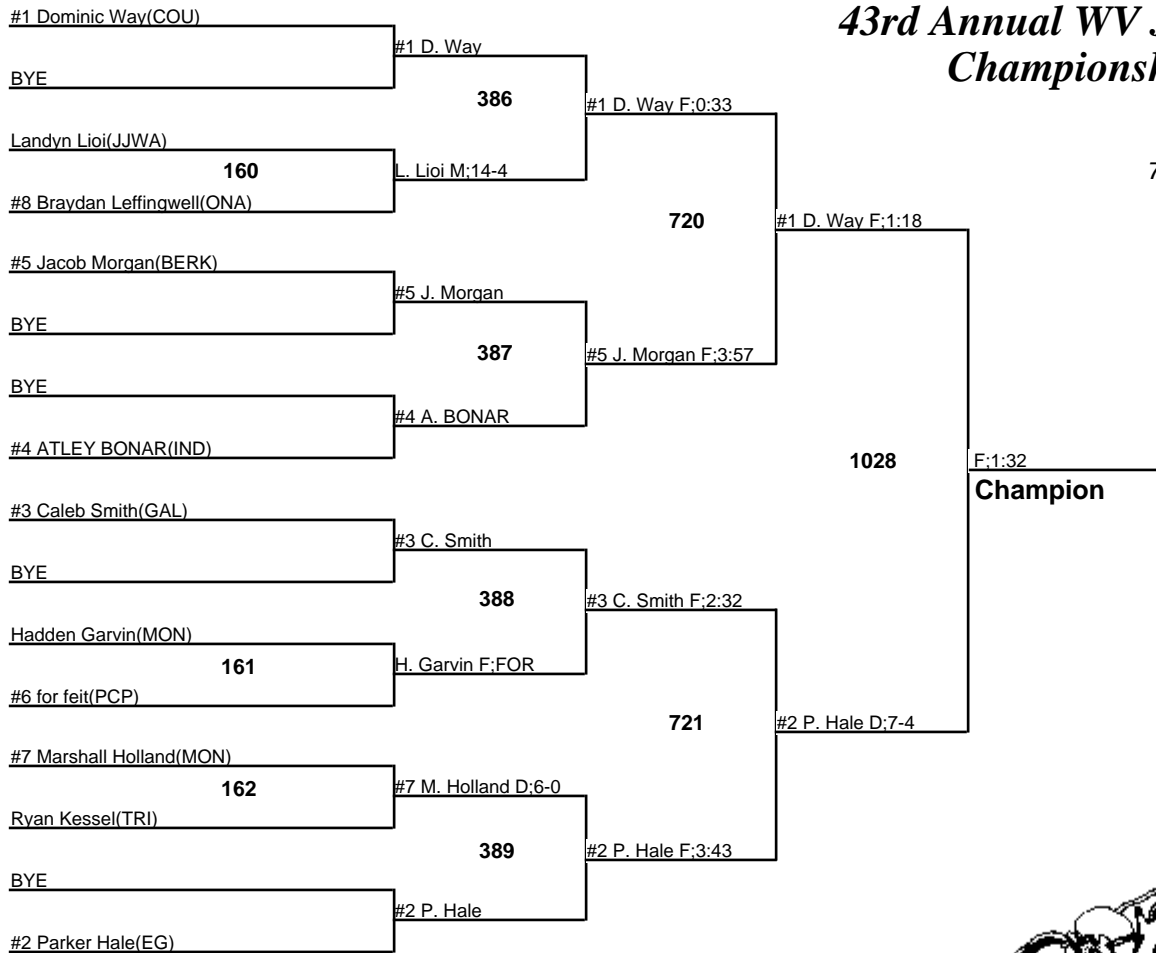 43rd Annual WV
Championsh
7
#1 Dominic Way(COU)
BYE
Landyn Lioi(JJWA)
160
#8 Braydan Leffingwell(ONA)
#5 Jacob Morgan(BERK)
BYE
BYE
#4 ATLEY BONAR(IND)
#3 Caleb Smith(GAL)
BYE
Hadden Garvin(MON)
161
#6 for feit(PCP)
#7 Marshall Holland(MON)
162
Ryan Kessel(TRI)
BYE
#2 Parker Hale(EG)
#1 D. Way
386
L. Lioi M;14-4
#5 J. Morgan
387
#4 A. BONAR
#3 C. Smith
388
H. Garvin F;FOR
#7 M. Holland D;6-0
389
#2 P. Hale
#1 D. Way F;0:33
720
#5 J. Morgan F;3:57
#3 C. Smith F;2:32
721
#2 P. Hale F;3:43
#1 D. Way F;1:18
1028
#2 P. Hale D;7-4
F;1:32
Champion